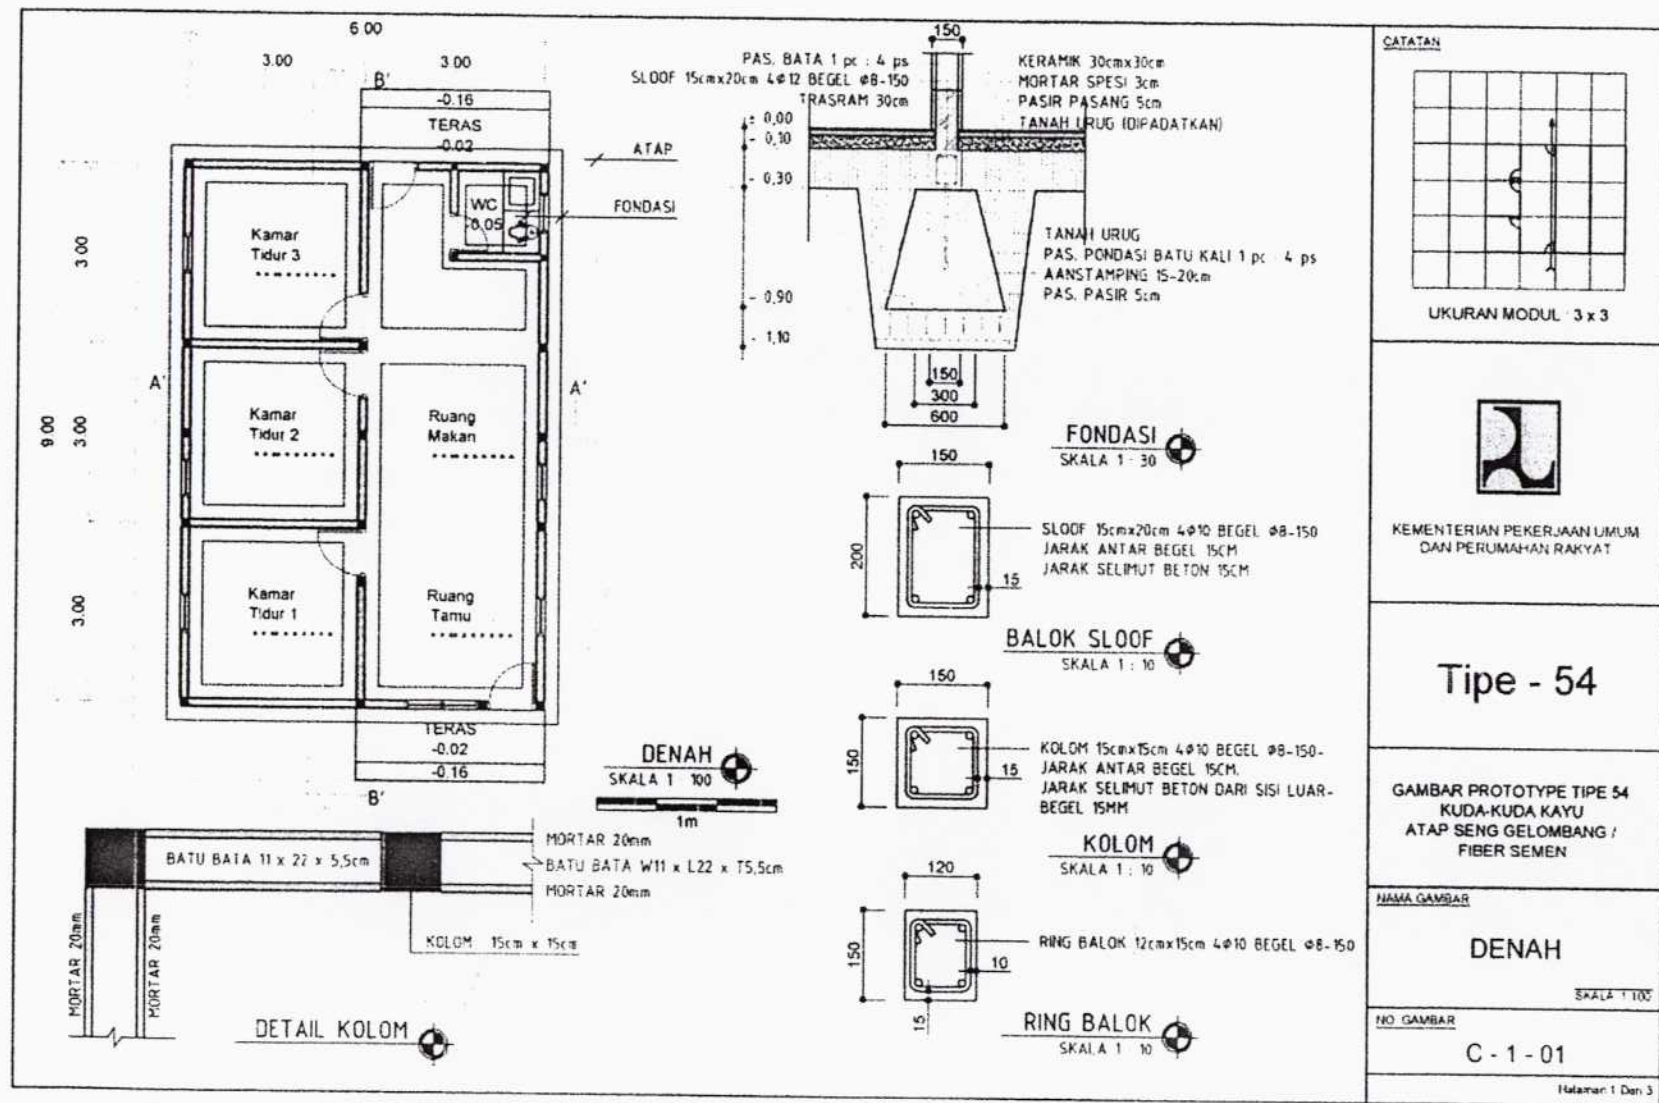 6.00
3.00
3.00
B'
-0.16
TERAS
-0.02
ATAP
FONDASI
WC
-0.05
Kamar
Tidur 3
3.00
A'
A'
Kamar
Tidur 2
Ruang
Makan
9.00
3.00
Kamar
Tidur 1
Ruang
Tamu
3.00
TERAS
-0.02
-0.16
B'
DENAH
SKALA 1 100
1m
MORTAR 20mm
BATU BATA 11 x 22 x 5,5cm
BATU BATA W11 x L22 x T5,5cm
MORTAR 20mm
KOLOM 15cm x 15cm
MORTAR 20mm
MORTAR 20mm
DETAIL KOLOM
150
PAS. BATA 1 pc : 4 ps
SLOOF 15cmx20cm 4ϕ12 BEGEL ϕ8-150
TRASRAM 30cm
KERAMIK 30cmx30cm
MORTAR SPESI 3cm
PASIR PASANG 5cm
TANAH URUG (DIPADATKAN)
± 0,00
- 0,10
- 0,30
- 0,90
- 1,10
TANAH URUG
PAS. PONDASI BATU KALI 1 pc 4 ps
AANSTAMPING 15-20cm
PAS. PASIR 5cm
150
300
600
FONDASI
SKALA 1 30
150
200
15
SLOOF 15cmx20cm 4ϕ10 BEGEL ϕ8-150
JARAK ANTAR BEGEL 15CM
JARAK SELIMUT BETON 15CM
BALOK SLOOF
SKALA 1 : 10
150
150
15
KOLOM 15cmx15cm 4ϕ10 BEGEL ϕ8-150-
JARAK ANTAR BEGEL 15CM.
JARAK SELIMUT BETON DARI SISI LUAR-
BEGEL 15MM
KOLOM
SKALA 1 : 10
120
150
10
15
RING BALOK 12cmx15cm 4ϕ10 BEGEL ϕ8-150
RING BALOK
SKALA 1 10
CATATAN
UKURAN MODUL 3 x 3
KEMENTERIAN PEKERJAAN UMUM
DAN PERUMAHAN RAKYAT
Tipe - 54
GAMBAR PROTOTYPE TIPE 54
KUDA-KUDA KAYU
ATAP SENG GELOMBANG /
FIBER SEMEN
NAMA GAMBAR
DENAH
SKALA 1:100
NO GAMBAR
C - 1 - 01
Halaman 1 Dari 3